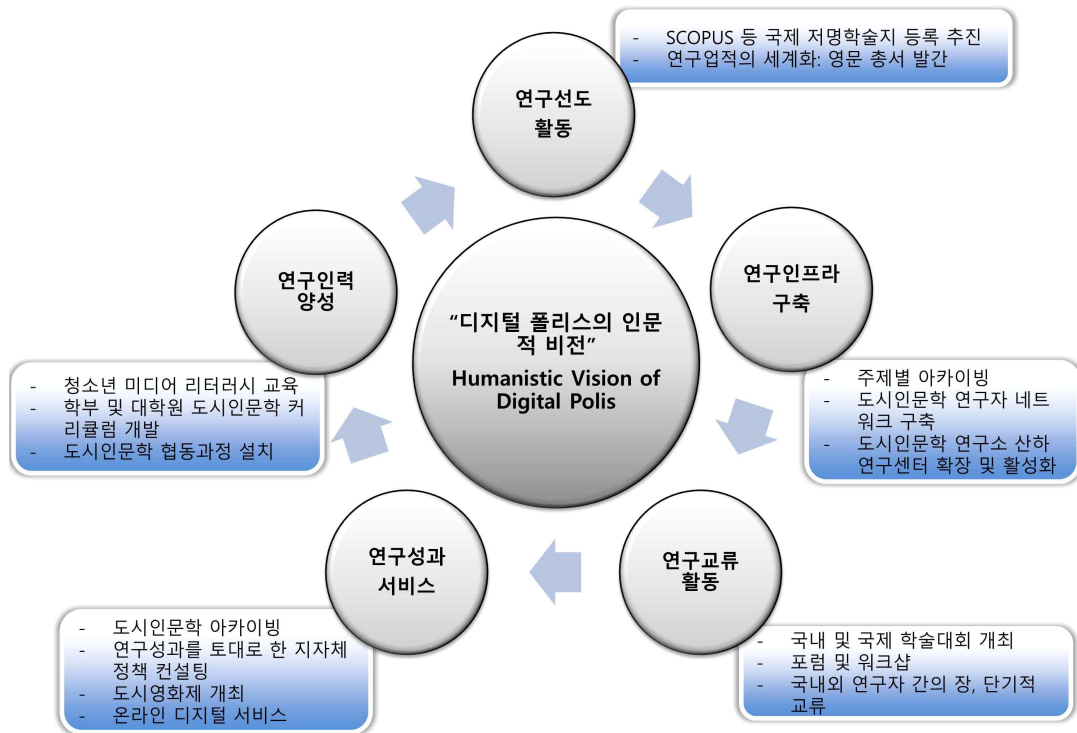 - SCOPUS 등 국제 저명학술지 등록 추진
- 연구업적의 세계화: 영문 총서 발간
연구선도
활동
연구인프라
구축
- 주제별 아카이빙
- 도시인문학 연구자 네트
워크 구축
- 도시인문학 연구소 산하
연구센터 확장 및 활성화
연구교류
활동
- 국내 및 국제 학술대회 개최
- 포럼 및 워크샵
- 국내외 연구자 간의 장, 단기적
교류
연구성과
서비스
- 도시인문학 아카이빙
- 연구성과를 토대로 한 지자체
정책 컨설팅
- 도시영화제 개최
- 온라인 디지털 서비스
연구인력
양성
- 청소년 미디어 리터러시 교육
- 학부 및 대학원 도시인문학 커
리큘럼 개발
- 도시인문학 협동과정 설치
“디지털 폴리스의 인문
적 비전”
Humanistic Vision of
Digital Polis